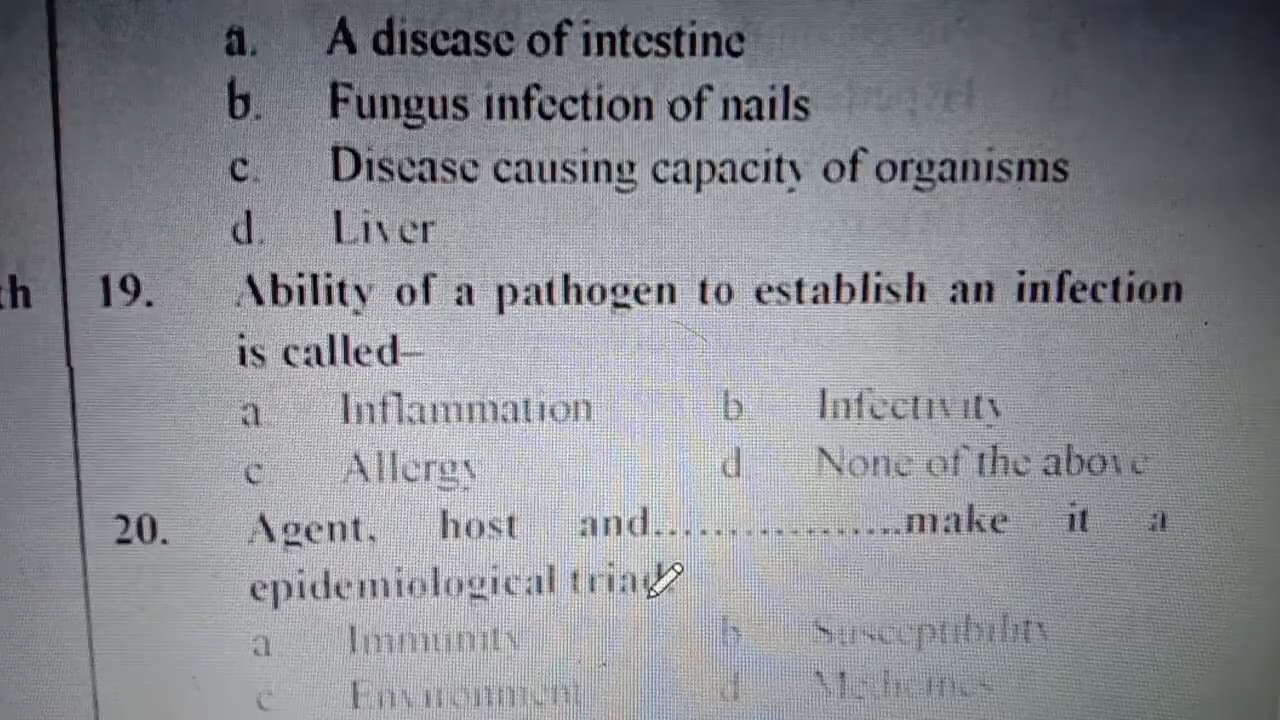 a. A disease of intestine
b. Fungus infection of nails
c. Disease causing capacity of organisms
d. Liver
19. Ability of a pathogen to establish an infection
is called–
a Inflammation b Infectivity
c Allergy d None of the above
20. Agent, host and..................make it a
epidemiological
a Immunity b Susceptibility
c Environment d